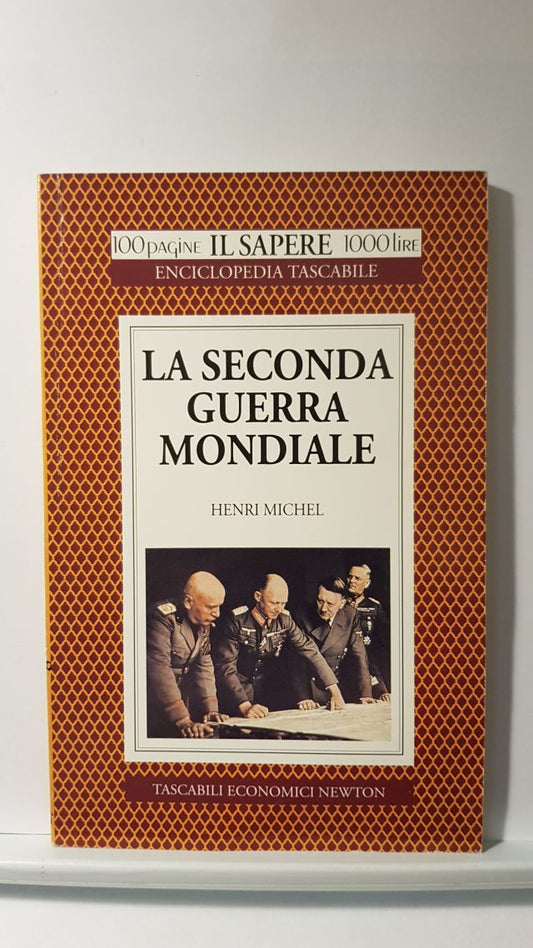 100 pagine IL SAPERE 1000 lire
ENCICLOPEDIA TASCABILE
LA SECONDA
GUERRA
MONDIALE
HENRI MICHEL
TASCABILI ECONOMICI NEWTON